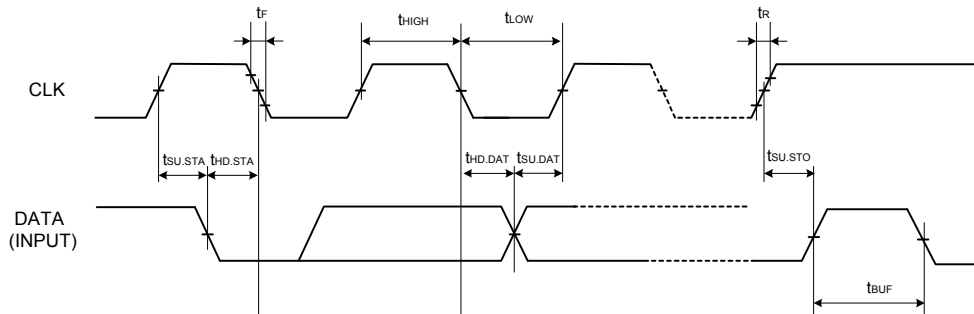 tF
tHIGH
tLOW
tR
CLK
tSU.STA
tHD.STA
tHD.DAT
tSU.DAT
tSU.STO
DATA
(INPUT)
tBUF